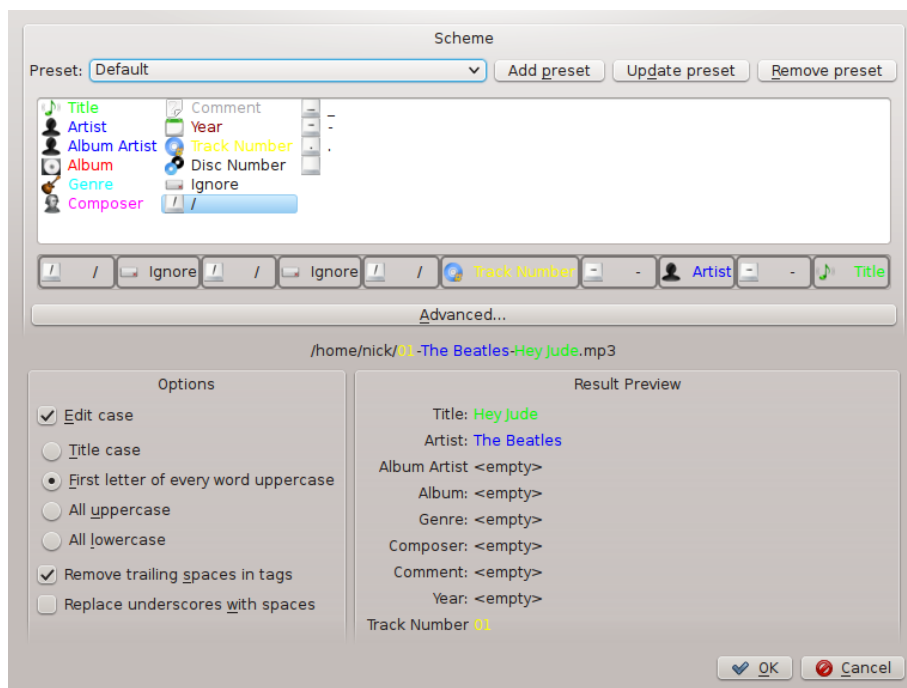 Scheme
Preset: Default Add preset Update preset Remove preset
Title Comment _ _
Artist Year - -
Album Artist Track Number . .
Album Disc Number
Genre Ignore
Composer / /
/ / Ignore / / Ignore / / Track Number - - Artist - - Title
Advanced...
/home/nick/01-The Beatles-Hey Jude.mp3
Options
Edit case
Title case
First letter of every word uppercase
All uppercase
All lowercase
Remove trailing spaces in tags
Replace underscores with spaces
Result Preview
Title: Hey Jude
Artist: The Beatles
Album Artist <empty>
Album: <empty>
Genre: <empty>
Composer: <empty>
Comment: <empty>
Year: <empty>
Track Number 01
OK Cancel